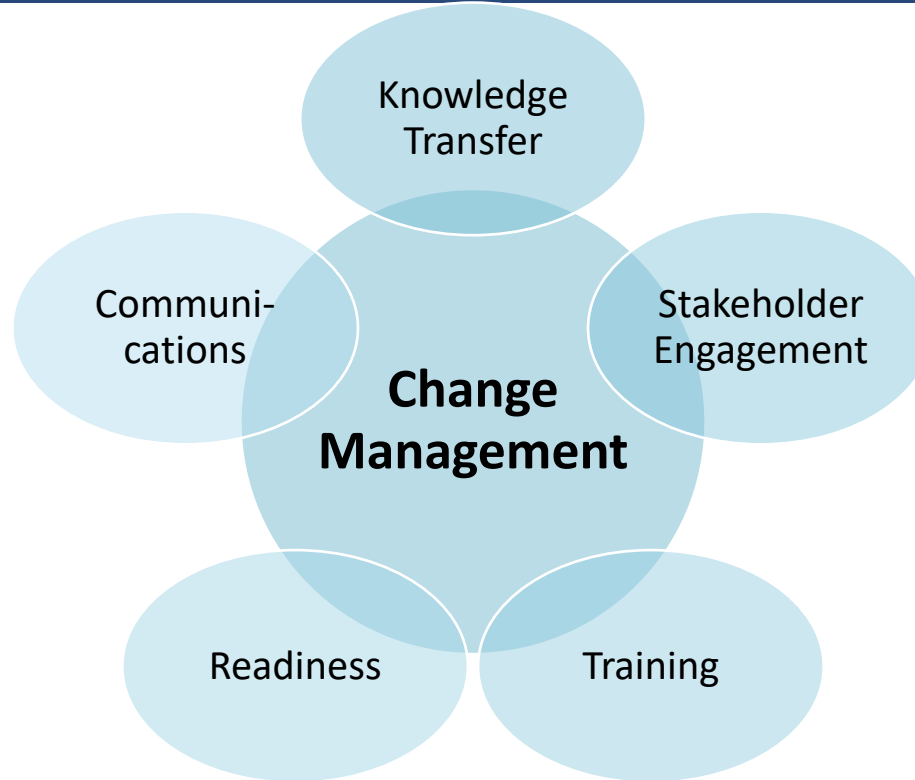 Knowledge
Transfer
Communi-
cations
Stakeholder
Engagement
Change
Management
Readiness
Training